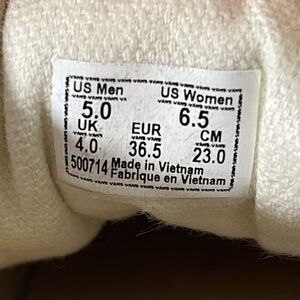 US Men US Women
5.0 6.5
UK EUR CM
4.0 36.5 23.0
500714 Made in Vietnam
Fabrique en Vietnam